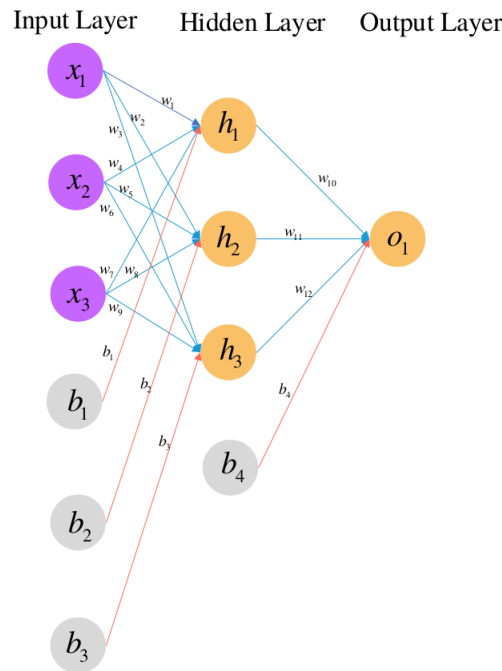 Input Layer
Hidden Layer
Output Layer
x1
w1
w2
w3
h1
w4
x2
w5
w6
w10
w11
h2
o1
w7
w8
x3
w9
w12
b1
h3
b2
b4
b1
b3
b4
b2
b3